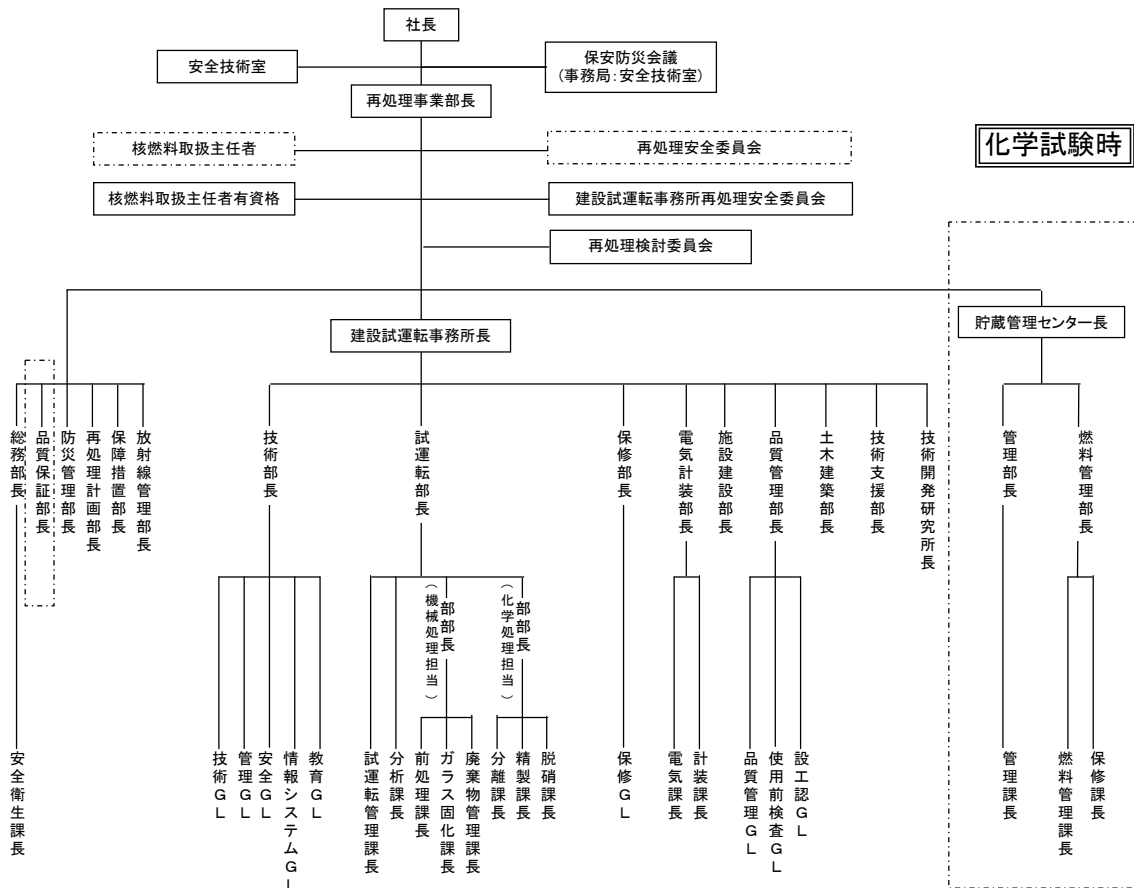 社長
安全技術室
保安防災会議
(事務局:安全技術室)
再処理事業部長
核燃料取扱主任者
再処理安全委員会
化学試験時
核燃料取扱主任者有資格
建設試運転事務所再処理安全委員会
再処理検討委員会
建設試運転事務所長
貯蔵管理センター長
総務部長
品質保証部長
防災管理部長
再処理計画部長
保障措置部長
放射線管理部長
技術部長
試運転部長
保修部長
電気計装部長
施設建設部長
品質管理部長
土木建築部長
技術支援部長
技術開発研究所長
管理部長
燃料管理部長
部部長
(機械処理担当)
部部長
(化学処理担当)
安全衛生課長
技術GL
管理GL
安全GL
情報システムGL
教育GL
試運転管理課長
分析課長
前処理課長
ガラス固化課長
廃棄物管理課長
分離課長
精製課長
脱硝課長
保修GL
電気課長
計装課長
品質管理GL
使用前検査GL
設工認GL
管理課長
燃料管理課長
保修課長